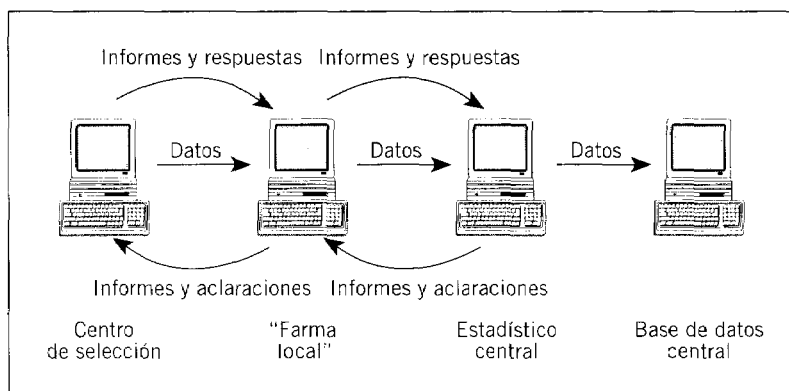 Informes y respuestas Informes y respuestas
Datos Datos Datos
Informes y aclaraciones Informes y aclaraciones
Centro "Farma Estadístico Base de datos
de selección local" central central